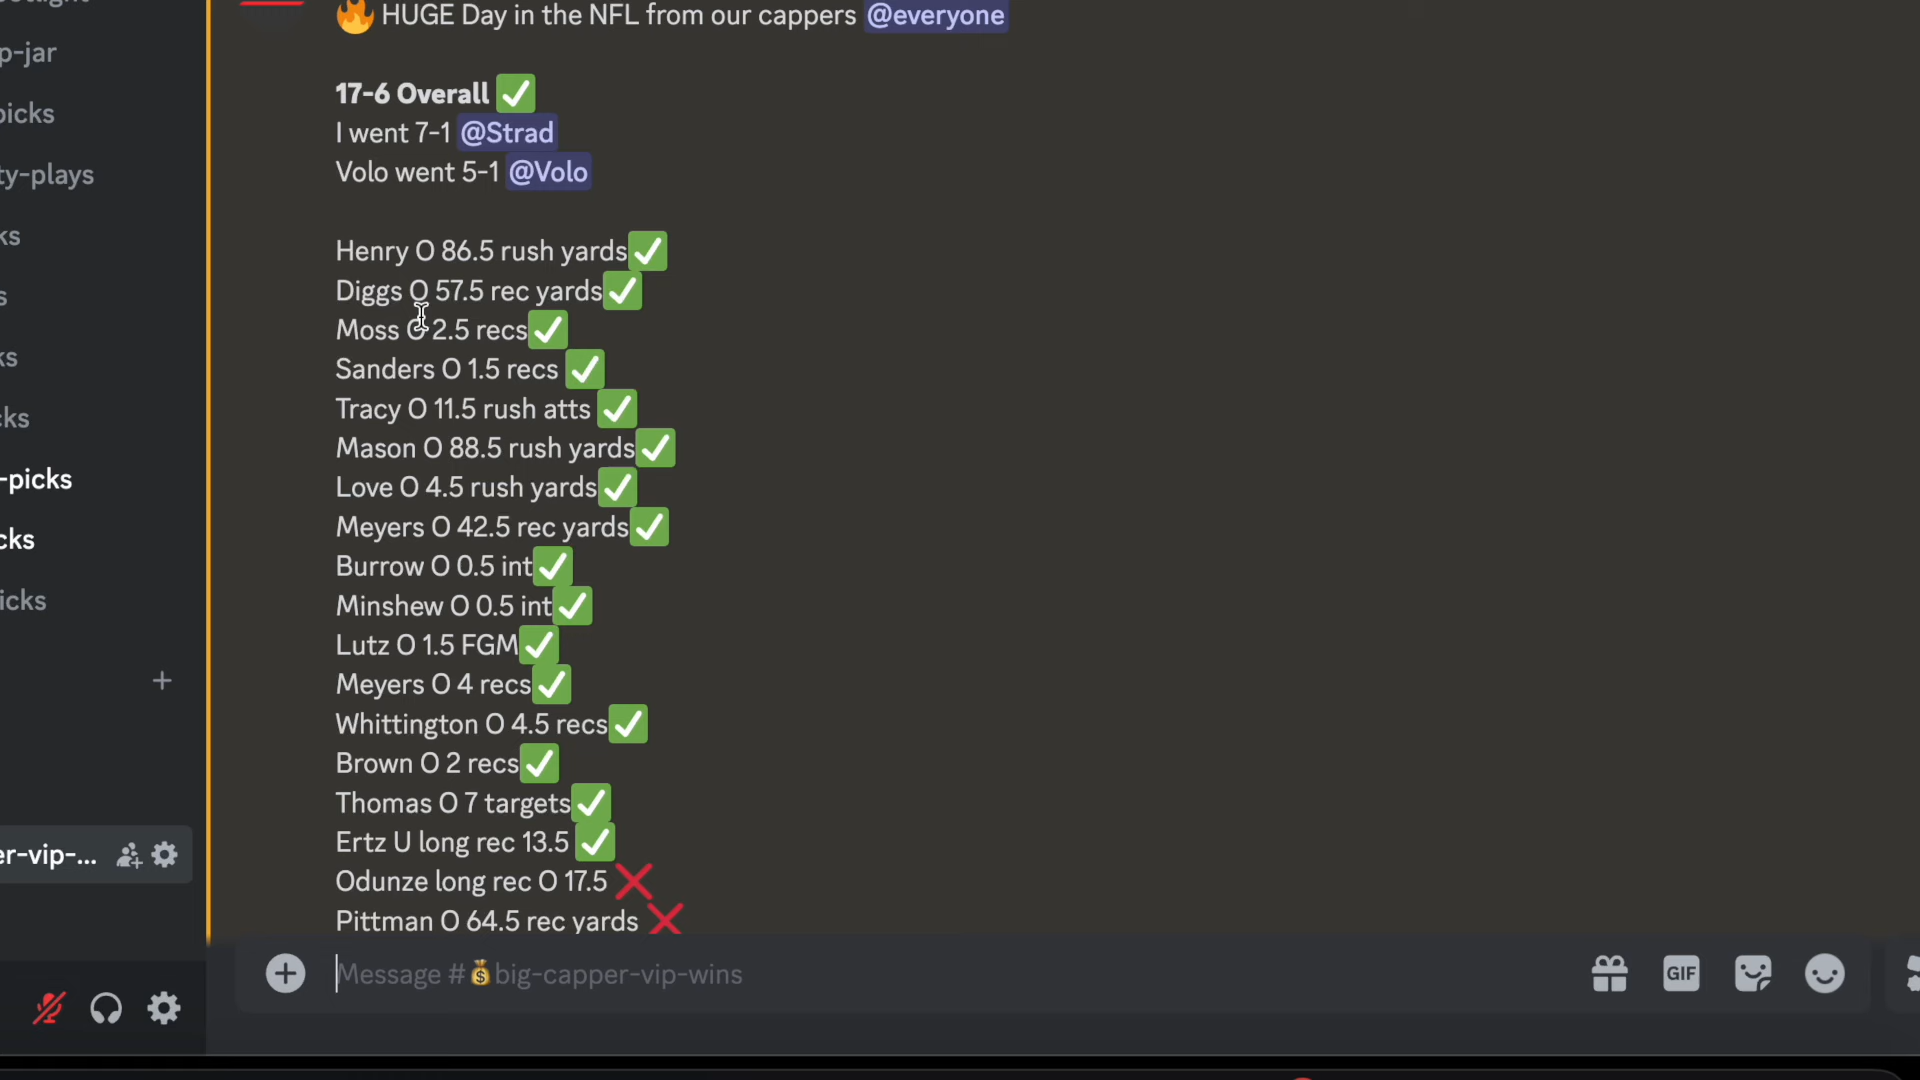 🔥 HUGE Day in the NFL from our cappers @everyone
p-jar
picks
17-6 Overall ✅
I went 7-1 @Strad
Volo went 5-1 @Volo
ty-plays
ks
Henry O 86.5 rush yards✅
Diggs O 57.5 rec yards✅
s
Moss O 2.5 recs✅
ks
Sanders O 1.5 recs ✅
Tracy O 11.5 rush atts ✅
cks
Mason O 88.5 rush yards✅
-picks
Love O 4.5 rush yards✅
Meyers O 42.5 rec yards✅
cks
Burrow O 0.5 int✅
Minshew O 0.5 int✅
icks
Lutz O 1.5 FGM✅
Meyers O 4 recs✅
Whittington O 4.5 recs✅
Brown O 2 recs✅
Thomas O 7 targets✅
Ertz U long rec 13.5 ✅
er-vip-...
Odunze long rec O 17.5 ❌
Pittman O 64.5 rec yards ❌
Message #💰big-capper-vip-wins
GIF